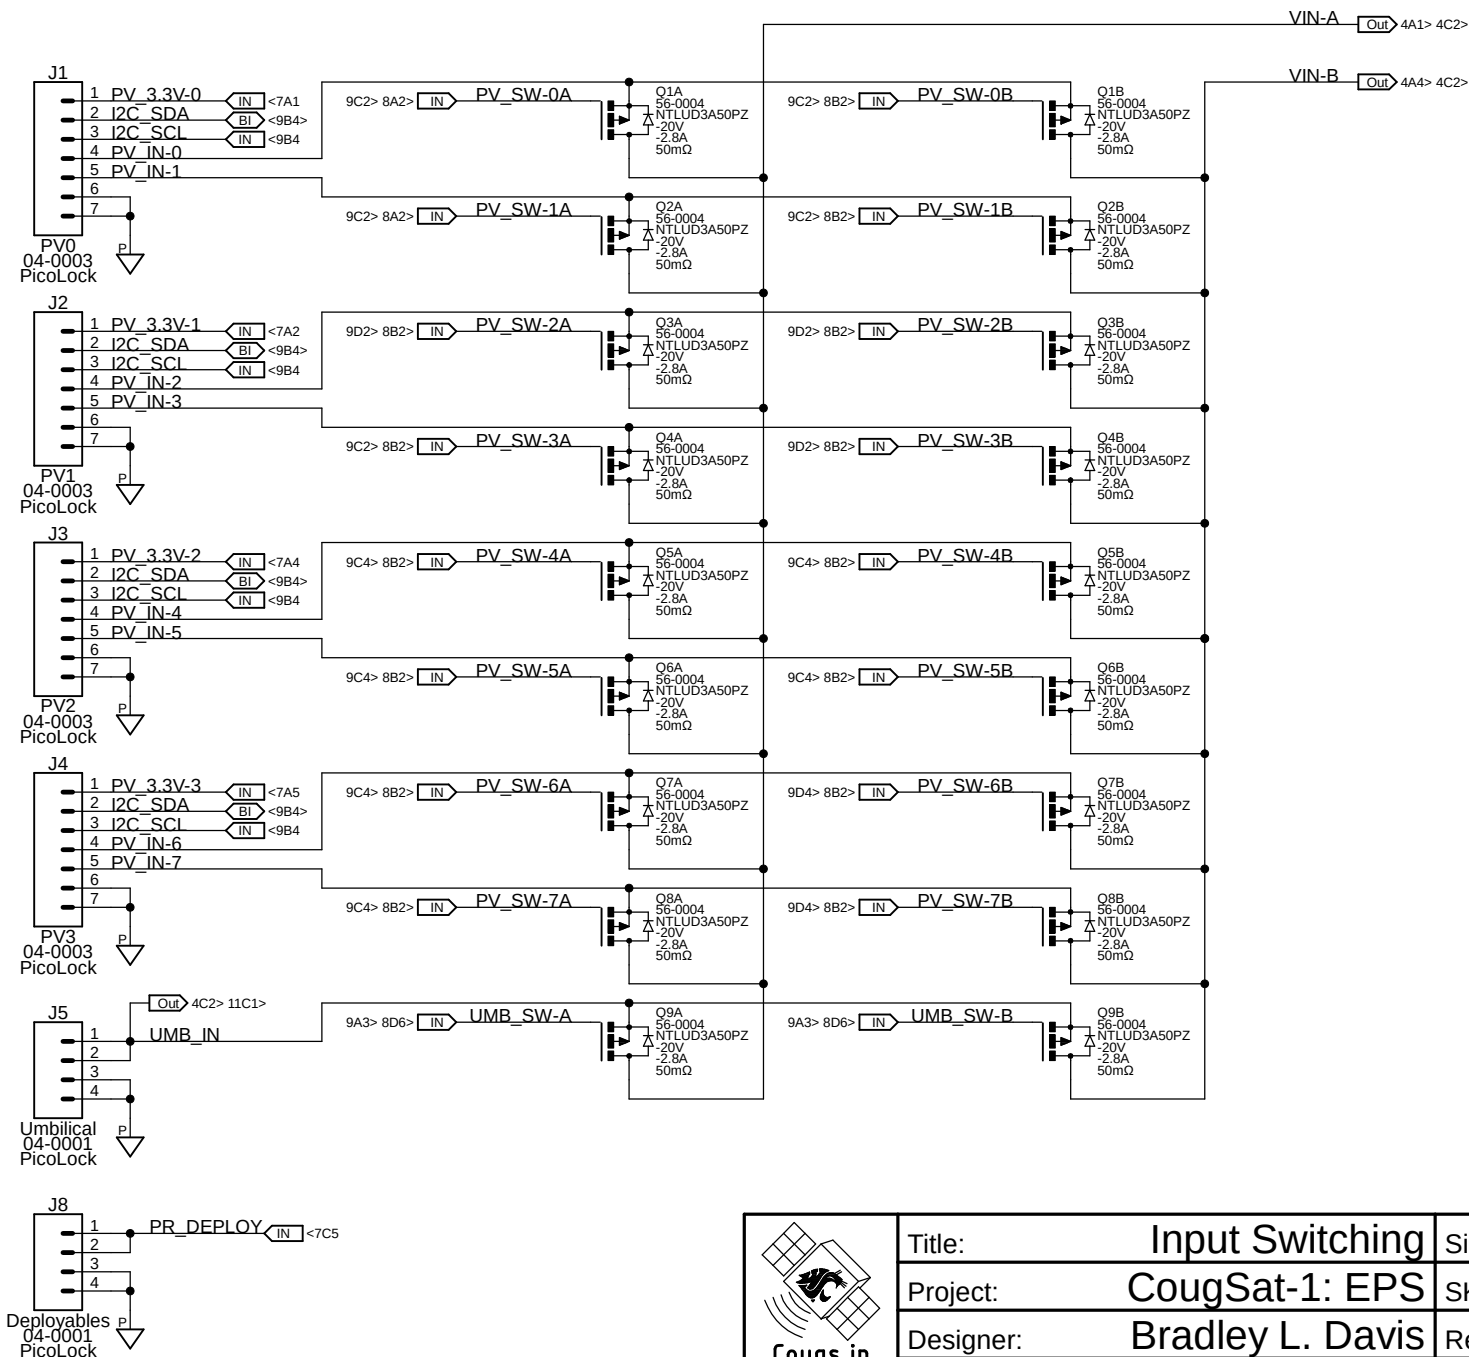 VIN-A Out 4A1> 4C2>
VIN-B Out 4A4> 4C2>
J1
1 PV_3.3V-0 IN <7A1
2 I2C_SDA BI <9B4>
3 I2C_SCL IN <9B4
4 PV_IN-0
5 PV_IN-1
6
7
P
PV0
04-0003
PicoLock
9C2> 8A2> IN PV_SW-0A
Q1A
56-0004
NTLUD3A50PZ
-20V
-2.8A
50mΩ
9C2> 8B2> IN PV_SW-0B
Q1B
56-0004
NTLUD3A50PZ
-20V
-2.8A
50mΩ
9C2> 8A2> IN PV_SW-1A
Q2A
56-0004
NTLUD3A50PZ
-20V
-2.8A
50mΩ
9C2> 8B2> IN PV_SW-1B
Q2B
56-0004
NTLUD3A50PZ
-20V
-2.8A
50mΩ
J2
1 PV_3.3V-1 IN <7A2
2 I2C_SDA BI <9B4>
3 I2C_SCL IN <9B4
4 PV_IN-2
5 PV_IN-3
6
7
P
PV1
04-0003
PicoLock
9D2> 8B2> IN PV_SW-2A
Q3A
56-0004
NTLUD3A50PZ
-20V
-2.8A
50mΩ
9D2> 8B2> IN PV_SW-2B
Q3B
56-0004
NTLUD3A50PZ
-20V
-2.8A
50mΩ
9C2> 8B2> IN PV_SW-3A
Q4A
56-0004
NTLUD3A50PZ
-20V
-2.8A
50mΩ
9D2> 8B2> IN PV_SW-3B
Q4B
56-0004
NTLUD3A50PZ
-20V
-2.8A
50mΩ
J3
1 PV_3.3V-2 IN <7A4
2 I2C_SDA BI <9B4>
3 I2C_SCL IN <9B4
4 PV_IN-4
5 PV_IN-5
6
7
P
PV2
04-0003
PicoLock
9C4> 8B2> IN PV_SW-4A
Q5A
56-0004
NTLUD3A50PZ
-20V
-2.8A
50mΩ
9C4> 8B2> IN PV_SW-4B
Q5B
56-0004
NTLUD3A50PZ
-20V
-2.8A
50mΩ
9C4> 8B2> IN PV_SW-5A
Q6A
56-0004
NTLUD3A50PZ
-20V
-2.8A
50mΩ
9C4> 8B2> IN PV_SW-5B
Q6B
56-0004
NTLUD3A50PZ
-20V
-2.8A
50mΩ
J4
1 PV_3.3V-3 IN <7A5
2 I2C_SDA BI <9B4>
3 I2C_SCL IN <9B4
4 PV_IN-6
5 PV_IN-7
6
7
P
PV3
04-0003
PicoLock
9C4> 8B2> IN PV_SW-6A
Q7A
56-0004
NTLUD3A50PZ
-20V
-2.8A
50mΩ
9D4> 8B2> IN PV_SW-6B
Q7B
56-0004
NTLUD3A50PZ
-20V
-2.8A
50mΩ
9C4> 8B2> IN PV_SW-7A
Q8A
56-0004
NTLUD3A50PZ
-20V
-2.8A
50mΩ
9D4> 8B2> IN PV_SW-7B
Q8B
56-0004
NTLUD3A50PZ
-20V
-2.8A
50mΩ
J5
Out 4C2> 11C1>
1 UMB_IN
2
3
4
P
Umbilical
04-0001
PicoLock
9A3> 8D6> IN UMB_SW-A
Q9A
56-0004
NTLUD3A50PZ
-20V
-2.8A
50mΩ
9A3> 8D6> IN UMB_SW-B
Q9B
56-0004
NTLUD3A50PZ
-20V
-2.8A
50mΩ
J8
1 PR_DEPLOY IN <7C5
2
3
4
P
Deployables
04-0001
PicoLock
Title: Input Switching
Project: CougSat-1: EPS
Designer: Bradley L. Davis
Cougs in